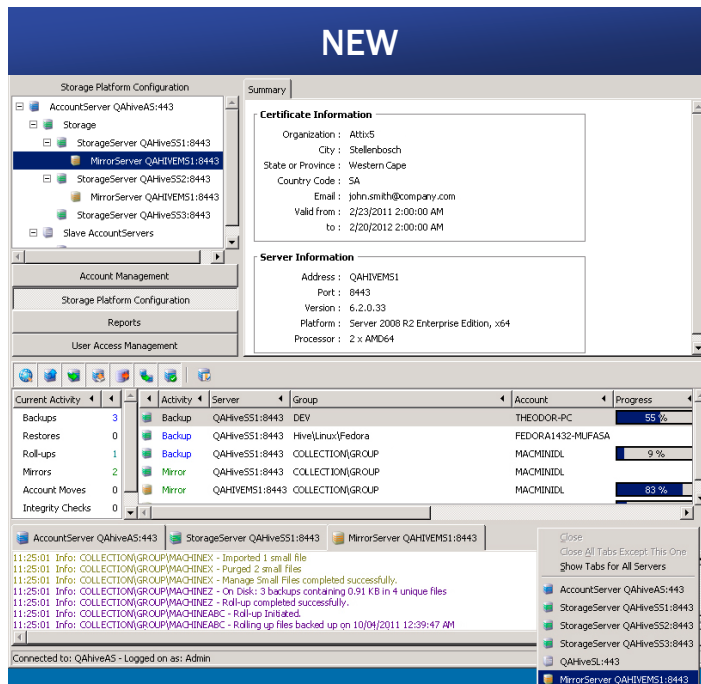 NEW
Storage Platform Configuration
AccountServer QAhiveAS:443
Storage
StorageServer QAHiveSS1:8443
MirrorServer QAHIVEMS1:8443
StorageServer QAHiveSS2:8443
MirrorServer QAHIVEMS1:8443
StorageServer QAHiveSS3:8443
Slave AccountServers
Account Management
Storage Platform Configuration
Reports
User Access Management
Summary
Certificate Information
Organization : Attix5
City : Stellenbosch
State or Province : Western Cape
Country Code : SA
Email : john.smith@company.com
Valid from : 2/23/2011 2:00:00 AM
to : 2/20/2012 2:00:00 AM
Server Information
Address : QAHIVEMS1
Port : 8443
Version : 6.2.0.33
Platform : Server 2008 R2 Enterprise Edition, x64
Processor : 2 x AMD64
Current Activity
Backups 3
Restores 0
Roll-ups 1
Mirrors 2
Account Moves 0
Integrity Checks 0
Activity Server Group Account Progress
Backup QAHiveSS1:8443 DEV THEODOR-PC 55 %
Backup QAHiveSS1:8443 Hive\Linux\Fedora FEDORA1432-MUFASA
Backup QAHiveSS1:8443 COLLECTION\GROUP MACMINIDL 9 %
Mirror QAHiveSS1:8443 COLLECTION\GROUP MACMINIDL
Mirror QAHIVEMS1:8443 COLLECTION\GROUP MACMINIDL 83 %
AccountServer QAhiveAS:443 StorageServer QAHiveSS1:8443 MirrorServer QAHIVEMS1:8443
11:25:01 Info: COLLECTION\GROUP\MACHINEX - Imported 1 small file
11:25:01 Info: COLLECTION\GROUP\MACHINEX - Purged 2 small files
11:25:01 Info: COLLECTION\GROUP\MACHINEX - Manage Small Files completed successfully.
11:25:01 Info: COLLECTION\GROUP\MACHINEZ - On Disk: 3 backups containing 0.91 KB in 4 unique files
11:25:01 Info: COLLECTION\GROUP\MACHINEZ - Roll-up completed successfully.
11:25:01 Info: COLLECTION\GROUP\MACHINEABC - Roll-up Initiated.
11:25:01 Info: COLLECTION\GROUP\MACHINEABC - Rolling up files backed up on 10/04/2011 12:39:47 AM
Connected to: QAhiveAS - Logged on as: Admin
Close
Close All Tabs Except This One
Show Tabs for All Servers
AccountServer QAhiveAS:443
StorageServer QAHiveSS1:8443
StorageServer QAHiveSS2:8443
StorageServer QAHiveSS3:8443
QAHiveSL:443
MirrorServer QAHIVEMS1:8443